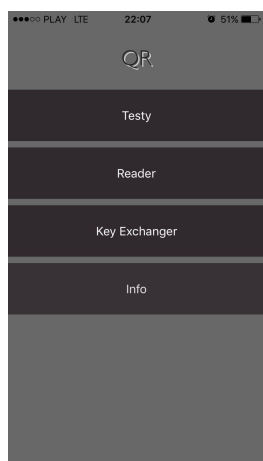 PLAY LTE 22:07 51%
QR
Testy
Reader
Key Exchanger
Info